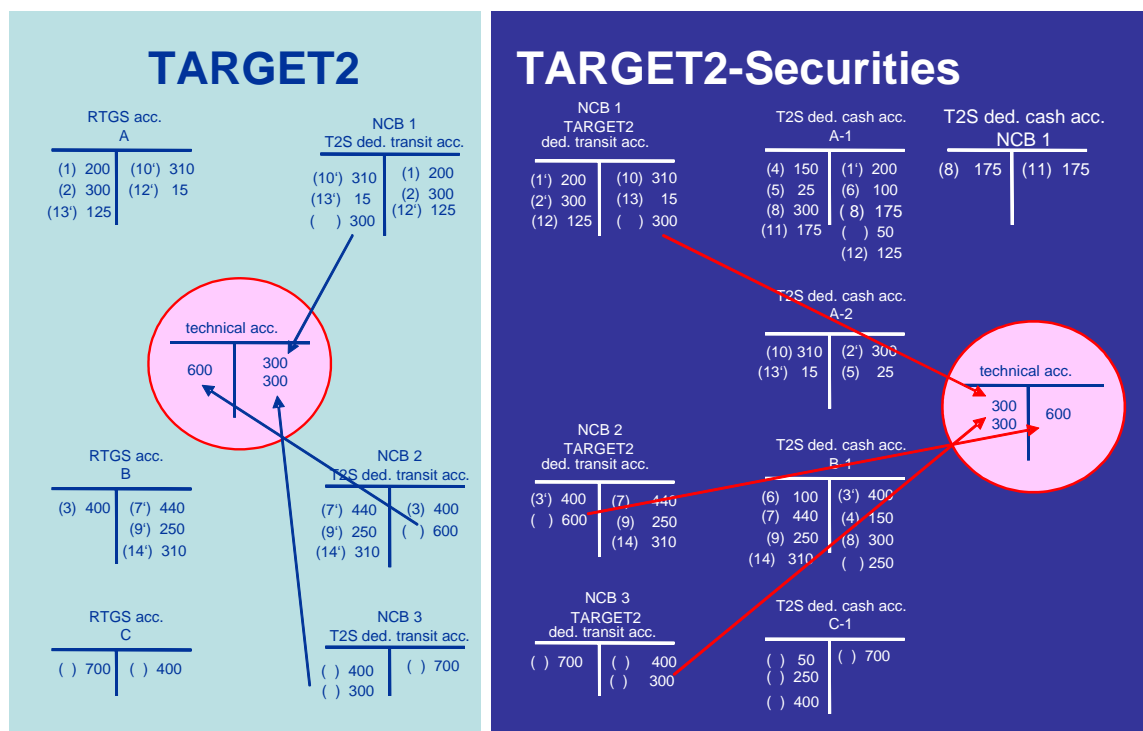 TARGET2
RTGS acc.
A
(1) 200 (10‘) 310
(2) 300 (12‘) 15
(13‘) 125
NCB 1
T2S ded. transit acc.
(10‘) 310 (1) 200
(13‘) 15 (2) 300
( ) 300 (12‘) 125
technical acc.
600 300
300
RTGS acc.
B
(3) 400 (7‘) 440
(9‘) 250
(14‘) 310
NCB 2
T2S ded. transit acc.
(7‘) 440 (3) 400
(9‘) 250 ( ) 600
(14‘) 310
RTGS acc.
C
( ) 700 ( ) 400
NCB 3
T2S ded. transit acc.
( ) 400 ( ) 700
( ) 300
TARGET2-Securities
NCB 1
TARGET2
ded. transit acc.
(1‘) 200 (10) 310
(2‘) 300 (13) 15
(12) 125 ( ) 300
T2S ded. cash acc.
A-1
(4) 150 (1‘) 200
(5) 25 (6) 100
(8) 300 ( 8) 175
(11) 175 ( ) 50
(12) 125
T2S ded. cash acc.
NCB 1
(8) 175 (11) 175
T2S ded. cash acc.
A-2
(10) 310 (2‘) 300
(13‘) 15 (5) 25
technical acc.
300 600
300
NCB 2
TARGET2
ded. transit acc.
(3‘) 400 (7) 440
( ) 600 (9) 250
(14) 310
T2S ded. cash acc.
B-1
(6) 100 (3‘) 400
(7) 440 (4) 150
(9) 250 (8) 300
(14) 310 ( ) 250
NCB 3
TARGET2
ded. transit acc.
( ) 700 ( ) 400
( ) 300
T2S ded. cash acc.
C-1
( ) 50 ( ) 700
( ) 250
( ) 400